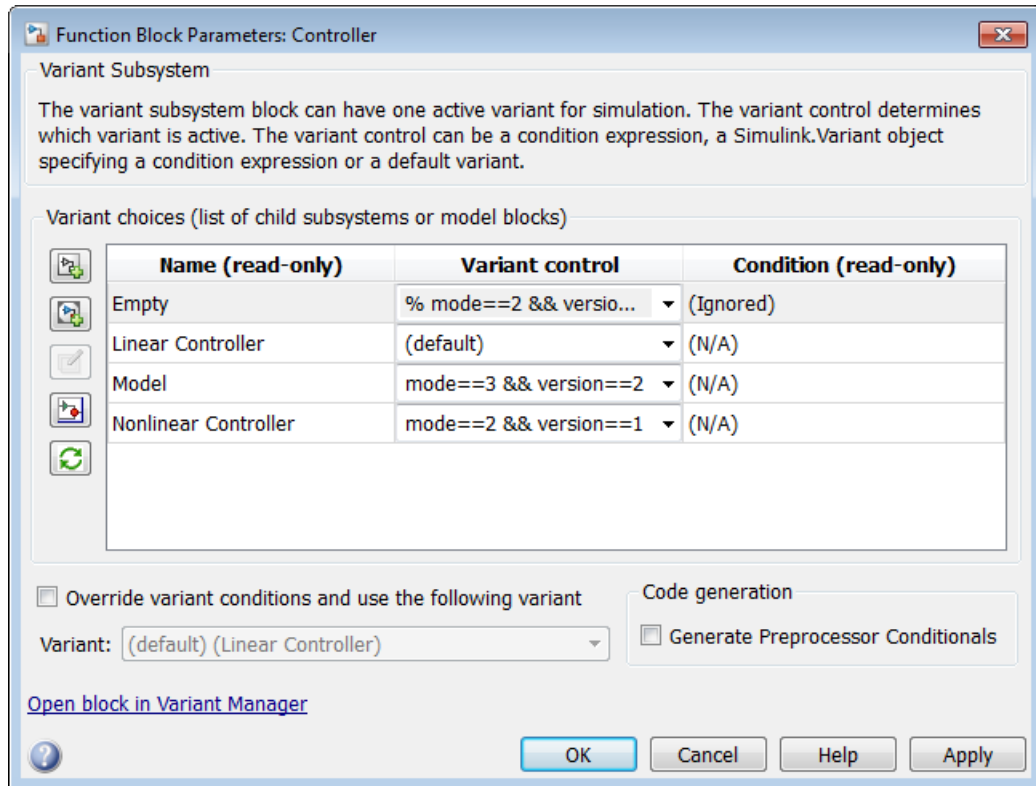 Function Block Parameters: Controller
Variant Subsystem
The variant subsystem block can have one active variant for simulation. The variant control determines
which variant is active. The variant control can be a condition expression, a Simulink.Variant object
specifying a condition expression or a default variant.
Variant choices (list of child subsystems or model blocks)
Name (read-only) Variant control Condition (read-only)
Empty % mode==2 && versio... (Ignored)
Linear Controller (default) (N/A)
Model mode==3 && version==2 (N/A)
Nonlinear Controller mode==2 && version==1 (N/A)
Override variant conditions and use the following variant
Variant: (default) (Linear Controller)
Code generation
Generate Preprocessor Conditionals
Open block in Variant Manager
OK Cancel Help Apply